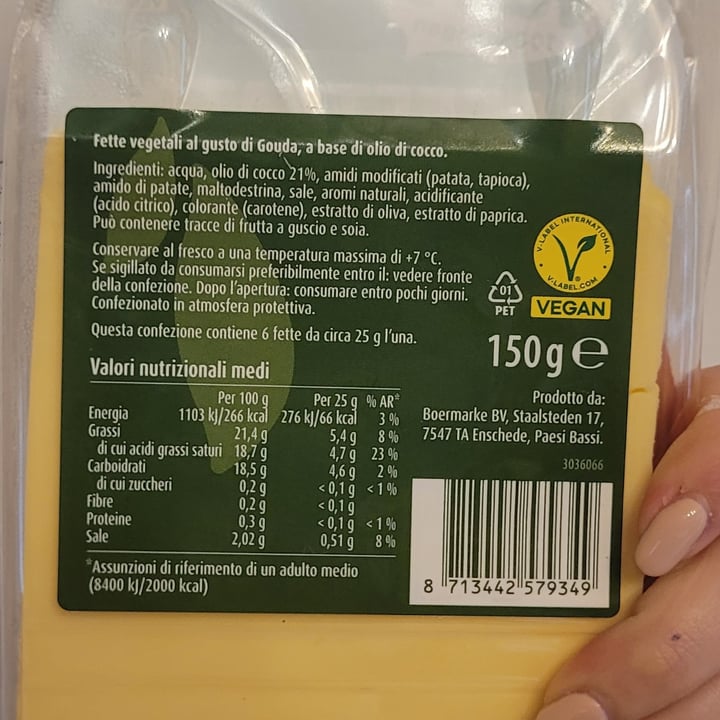 Fette vegetali al gusto di Gouda, a base di olio di cocco.
Ingredienti: acqua, olio di cocco 21%, amidi modificati (patata, tapioca),
amido di patate, maltodestrina, sale, aromi naturali, acidificante
(acido citrico), colorante (carotene), estratto di oliva, estratto di paprica.
Può contenere tracce di frutta a guscio e soia.
Conservare al fresco a una temperatura massima di +7 °C.
Se sigillato da consumarsi preferibilmente entro il: vedere fronte
della confezione. Dopo l'apertura: consumare entro pochi giorni.
Confezionato in atmosfera protettiva.
Questa confezione contiene 6 fette da circa 25 g l'una.
V-LABEL INTERNATIONAL
V-LABEL.COM
VEGAN
01
PET
150 g e
Valori nutrizionali medi
Per 100 g Per 25 g % AR*
Energia 1103 kJ/266 kcal 276 kJ/66 kcal 3 %
Grassi 21,4 g 5,4 g 8 %
di cui acidi grassi saturi 18,7 g 4,7 g 23 %
Carboidrati 18,5 g 4,6 g 2 %
di cui zuccheri 0,2 g <0,1 g <1 %
Fibre 0,2 g <0,1 g
Proteine 0,3 g <0,1 g <1 %
Sale 2,02 g 0,51 g 8 %
*Assunzioni di riferimento di un adulto medio
(8400 kJ/2000 kcal)
Prodotto da:
Boermarke BV, Staalsteden 17,
7547 TA Enschede, Paesi Bassi.
3036066
8 713442 579349